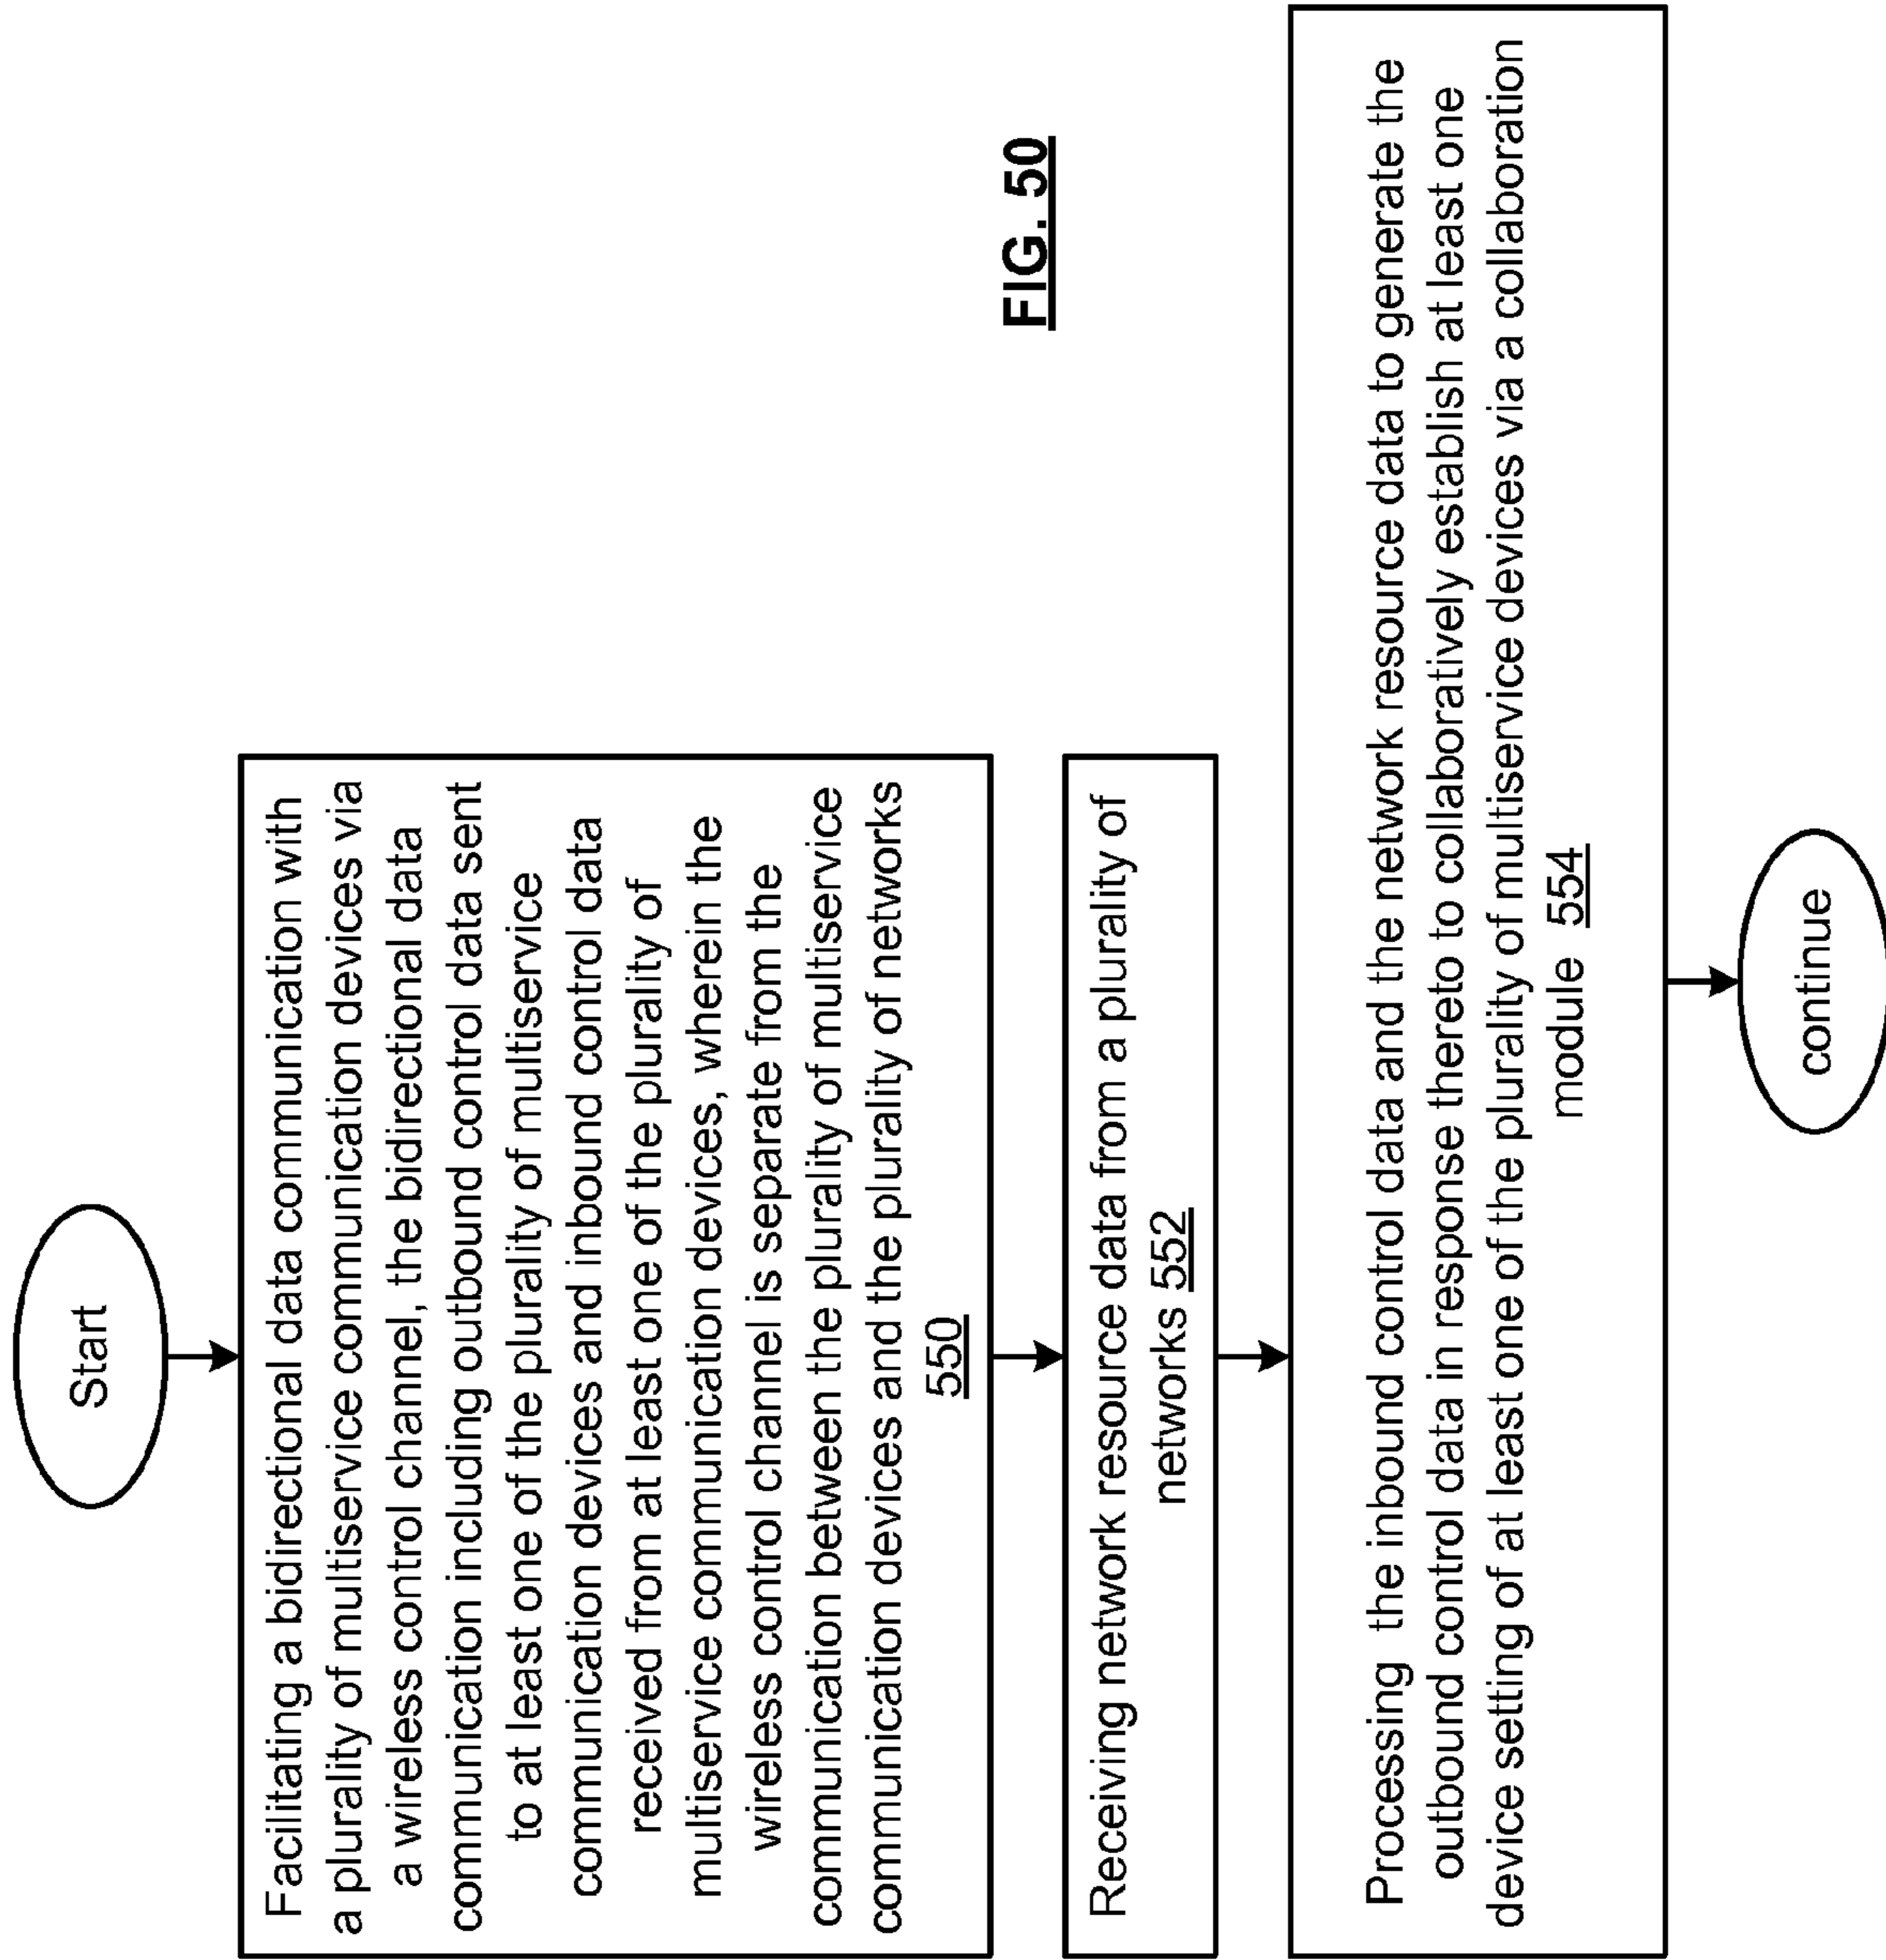 Start
Facilitating a bidirectional data communication with
a plurality of multiservice communication devices via
a wireless control channel, the bidirectional data
communication including outbound control data sent
to at least one of the plurality of multiservice
communication devices and inbound control data
received from at least one of the plurality of
multiservice communication devices, wherein the
wireless control channel is separate from the
communication between the plurality of multiservice
communication devices and the plurality of networks
550
Receiving network resource data from a plurality of
networks 552
Processing the inbound control data and the network resource data to generate the
outbound control data in response thereto to collaboratively establish at least one
device setting of at least one of the plurality of multiservice devices via a collaboration
module 554
continue
FIG. 50